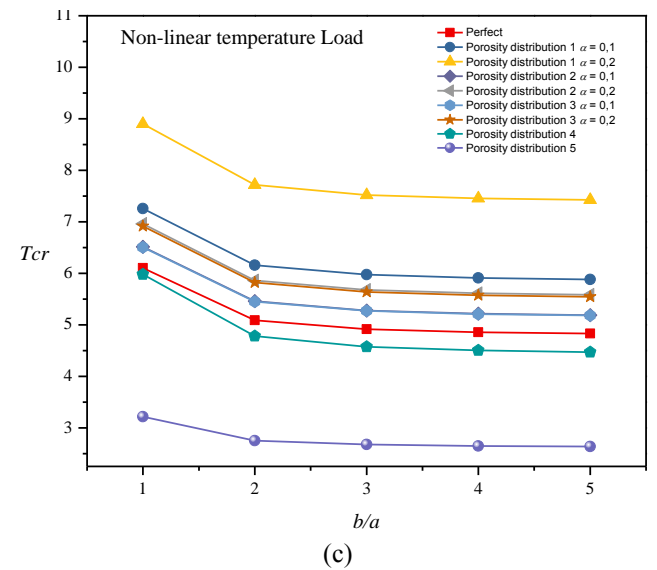 Non-linear temperature Load
Perfect
Porosity distribution 1 α = 0,1
Porosity distribution 1 α = 0,2
Porosity distribution 2 α = 0,1
Porosity distribution 2 α = 0,2
Porosity distribution 3 α = 0,1
Porosity distribution 3 α = 0,2
Porosity distribution 4
Porosity distribution 5
11
10
9
8
7
6
5
4
3
Tcr
1 2 3 4 5
b/a
(c)